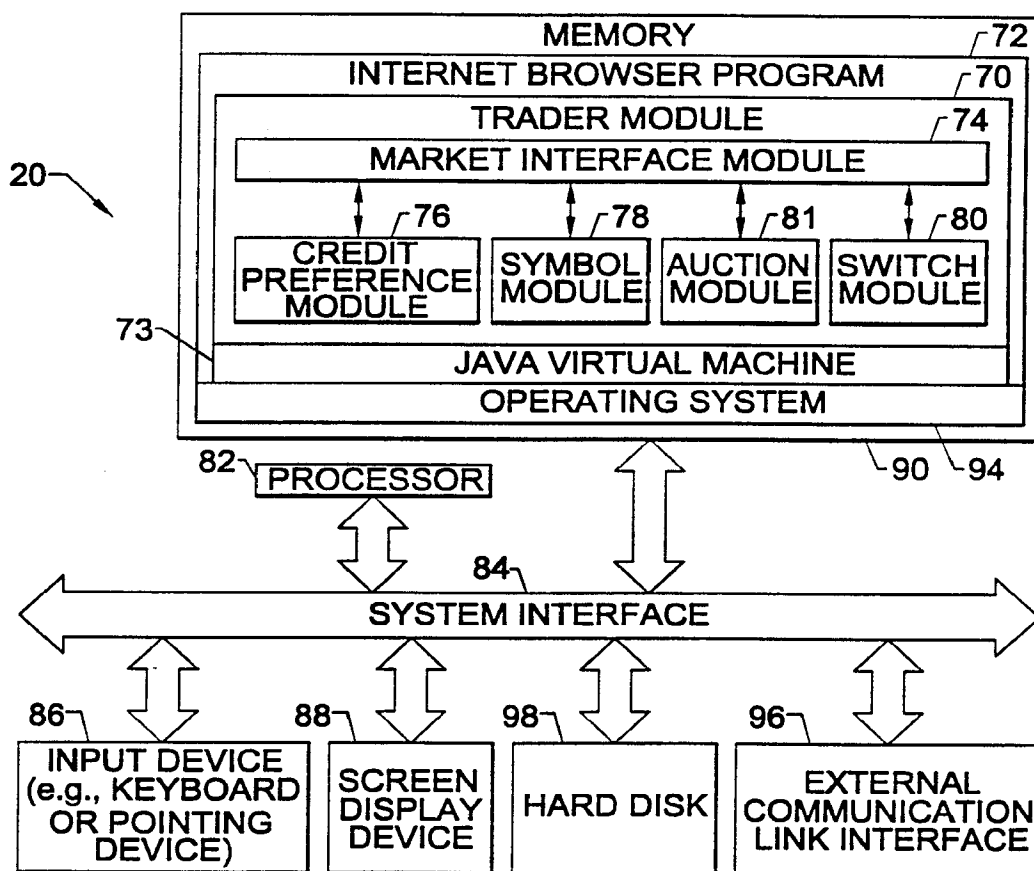 MEMORY
72
INTERNET BROWSER PROGRAM
70
TRADER MODULE
74
MARKET INTERFACE MODULE
20
76
78
81
80
CREDIT
PREFERENCE
MODULE
SYMBOL
MODULE
AUCTION
MODULE
SWITCH
MODULE
73
JAVA VIRTUAL MACHINE
OPERATING SYSTEM
82
PROCESSOR
90
94
84
SYSTEM INTERFACE
86
88
98
96
INPUT DEVICE
(e.g., KEYBOARD
OR POINTING
DEVICE)
SCREEN
DISPLAY
DEVICE
HARD DISK
EXTERNAL
COMMUNICATION
LINK INTERFACE